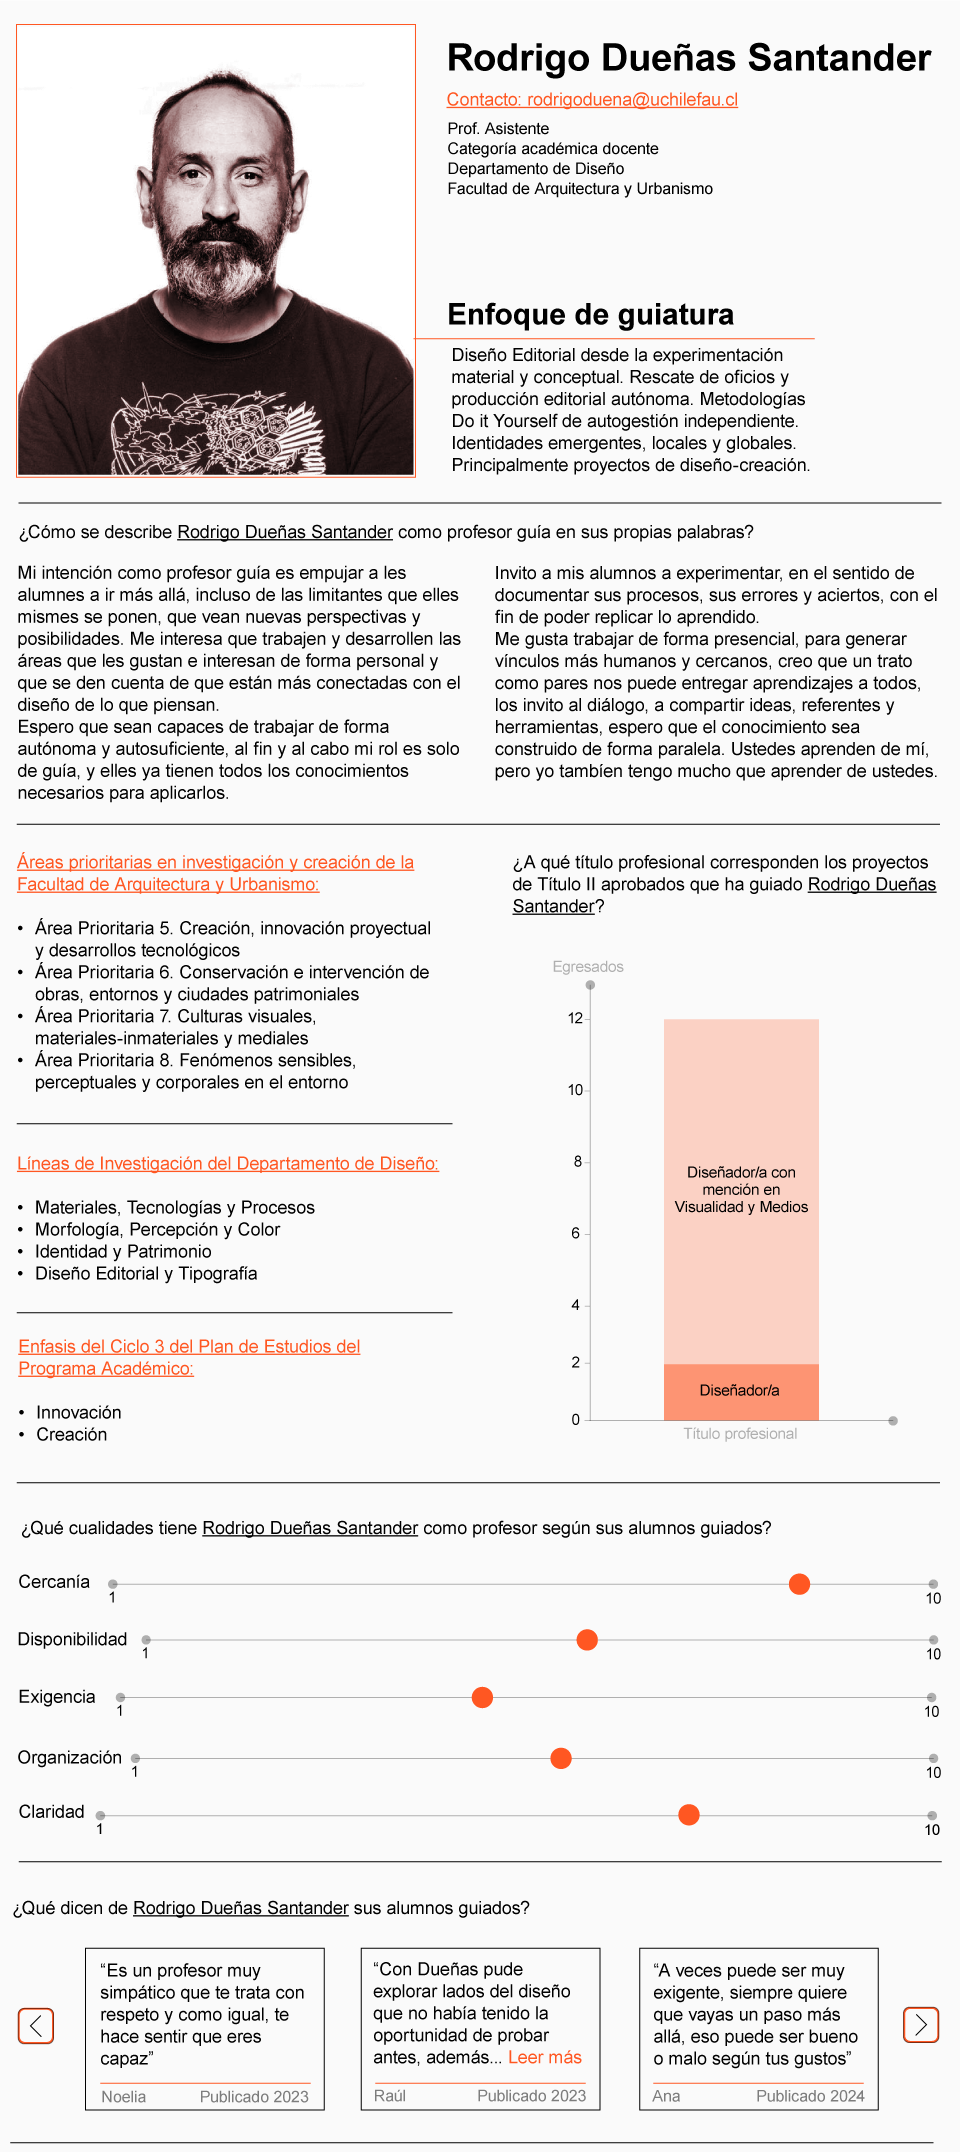 Rodrigo Dueñas Santander
Contacto: rodrigoduena@uchilefau.cl
Prof. Asistente
Categoría académica docente
Departamento de Diseño
Facultad de Arquitectura y Urbanismo
Enfoque de guiatura
Diseño Editorial desde la experimentación
material y conceptual. Rescate de oficios y
producción editorial autónoma. Metodologías
Do it Yourself de autogestión independiente.
Identidades emergentes, locales y globales.
Principalmente proyectos de diseño-creación.
¿Cómo se describe Rodrigo Dueñas Santander como profesor guía en sus propias palabras?
Mi intención como profesor guía es empujar a les
alumnes a ir más allá, incluso de las limitantes que elles
mismes se ponen, que vean nuevas perspectivas y
posibilidades. Me interesa que trabajen y desarrollen las
áreas que les gustan e interesan de forma personal y
que se den cuenta de que están más conectadas con el
diseño de lo que piensan.
Espero que sean capaces de trabajar de forma
autónoma y autosuficiente, al fin y al cabo mi rol es solo
de guía, y elles ya tienen todos los conocimientos
necesarios para aplicarlos.
Invito a mis alumnos a experimentar, en el sentido de
documentar sus procesos, sus errores y aciertos, con el
fin de poder replicar lo aprendido.
Me gusta trabajar de forma presencial, para generar
vínculos más humanos y cercanos, creo que un trato
como pares nos puede entregar aprendizajes a todos,
los invito al diálogo, a compartir ideas, referentes y
herramientas, espero que el conocimiento sea
construido de forma paralela. Ustedes aprenden de mí,
pero yo tambíen tengo mucho que aprender de ustedes.
Áreas prioritarias en investigación y creación de la
Facultad de Arquitectura y Urbanismo:
• Área Prioritaria 5. Creación, innovación proyectual
y desarrollos tecnológicos
• Área Prioritaria 6. Conservación e intervención de
obras, entornos y ciudades patrimoniales
• Área Prioritaria 7. Culturas visuales,
materiales-inmateriales y mediales
• Área Prioritaria 8. Fenómenos sensibles,
perceptuales y corporales en el entorno
Líneas de Investigación del Departamento de Diseño:
• Materiales, Tecnologías y Procesos
• Morfología, Percepción y Color
• Identidad y Patrimonio
• Diseño Editorial y Tipografía
Enfasis del Ciclo 3 del Plan de Estudios del
Programa Académico:
• Innovación
• Creación
¿A qué título profesional corresponden los proyectos
de Título II aprobados que ha guiado Rodrigo Dueñas
Santander?
Egresados
12
10
8
Diseñador/a con
mención en
Visualidad y Medios
6
4
2
Diseñador/a
0
Título profesional
¿Qué cualidades tiene Rodrigo Dueñas Santander como profesor según sus alumnos guiados?
Cercanía
1 10
Disponibilidad
1 10
Exigencia
1 10
Organización
1 10
Claridad
1 10
¿Qué dicen de Rodrigo Dueñas Santander sus alumnos guiados?
“Es un profesor muy
simpático que te trata con
respeto y como igual, te
hace sentir que eres
capaz”
Noelia Publicado 2023
“Con Dueñas pude
explorar lados del diseño
que no había tenido la
oportunidad de probar
antes, además... Leer más
Raúl Publicado 2023
“A veces puede ser muy
exigente, siempre quiere
que vayas un paso más
allá, eso puede ser bueno
o malo según tus gustos”
Ana Publicado 2024